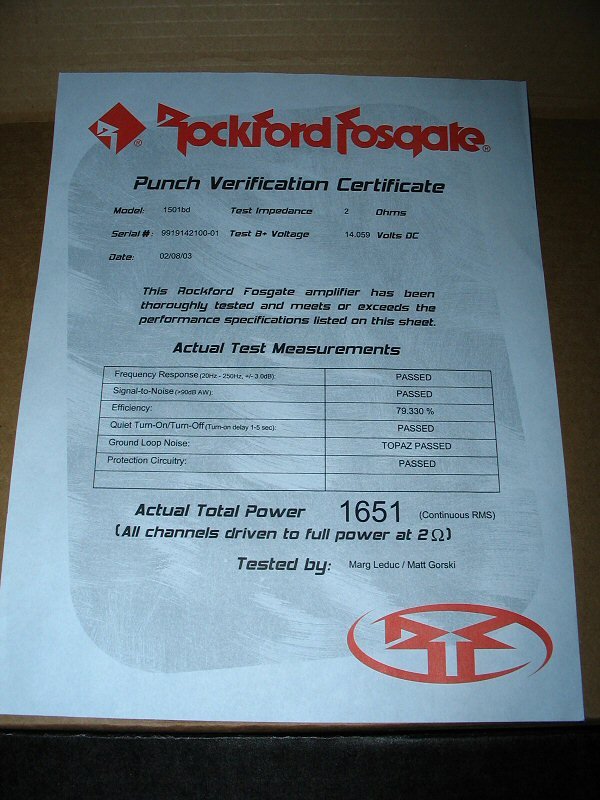 Rockford Fosgate®
Punch Verification Certificate
Model: 1501bd Test Impedance 2 Ohms
Serial #: 9919142100-01 Test B+ Voltage 14.059 Volts DC
Date: 02/08/03
This Rockford Fosgate amplifier has been
thoroughly tested and meets or exceeds the
performance specifications listed on this sheet.
Actual Test Measurements
Frequency Response (20Hz - 250Hz, +/- 3.0dB): PASSED
Signal-to-Noise (>90dB AW): PASSED
Efficiency: 79.330 %
Quiet Turn-On/Turn-Off (Turn-on delay 1-5 sec): PASSED
Ground Loop Noise: TOPAZ PASSED
Protection Circuitry: PASSED
Actual Total Power 1651 (Continuous RMS)
(All channels driven to full power at 2Ω)
Tested by: Marg Leduc / Matt Gorski